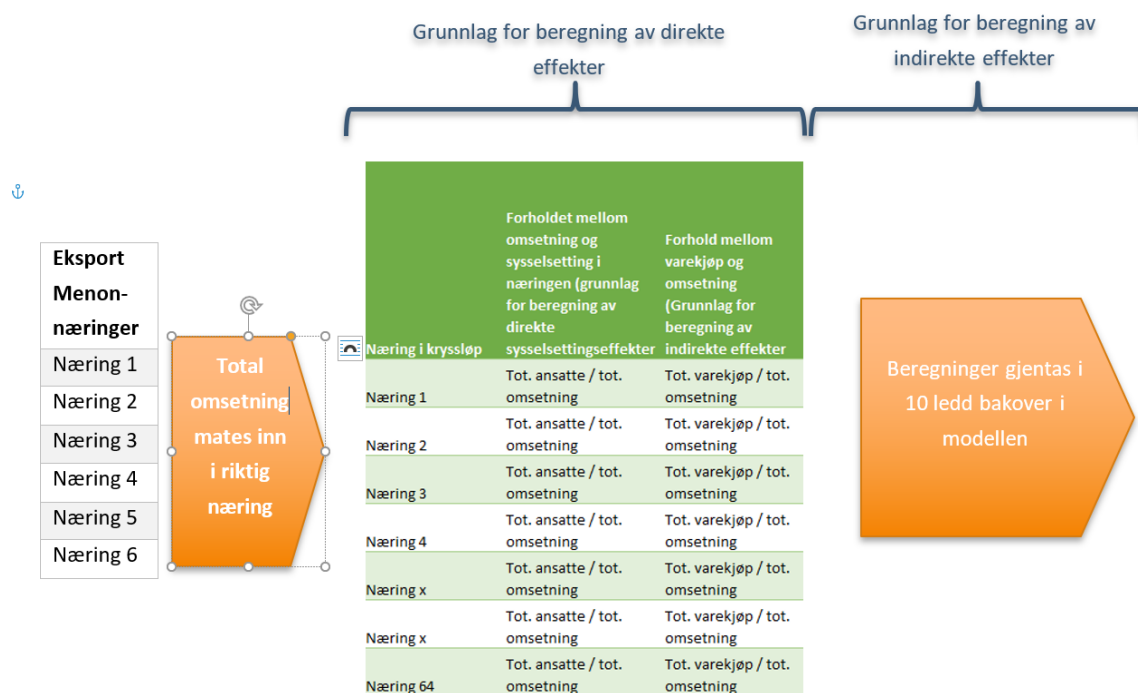 Grunnlag for beregning av direkte
effekter
Grunnlag for beregning av
indirekte effekter
Eksport
Menon-
næringer
Næring 1
Næring 2
Næring 3
Næring 4
Næring 5
Næring 6
Total
omsetning
mates inn
i riktig
næring
Næring i kryssløp
Forholdet mellom
omsetning og
sysselsetting i
næringen (grunnlag
for beregning av
direkte
sysselsettingseffekter
Forhold mellom
varekjøp og
omsetning
(Grunnlag for
beregning av
indirekte effekter
Næring 1
Tot. ansatte / tot.
omsetning
Tot. varekjøp / tot.
omsetning
Næring 2
Tot. ansatte / tot.
omsetning
Tot. varekjøp / tot.
omsetning
Næring 3
Tot. ansatte / tot.
omsetning
Tot. varekjøp / tot.
omsetning
Næring 4
Tot. ansatte / tot.
omsetning
Tot. varekjøp / tot.
omsetning
Næring x
Tot. ansatte / tot.
omsetning
Tot. varekjøp / tot.
omsetning
Næring x
Tot. ansatte / tot.
omsetning
Tot. varekjøp / tot.
omsetning
Næring 64
Tot. ansatte / tot.
omsetning
Tot. varekjøp / tot.
omsetning
Beregninger gjentas i
10 ledd bakover i
modellen